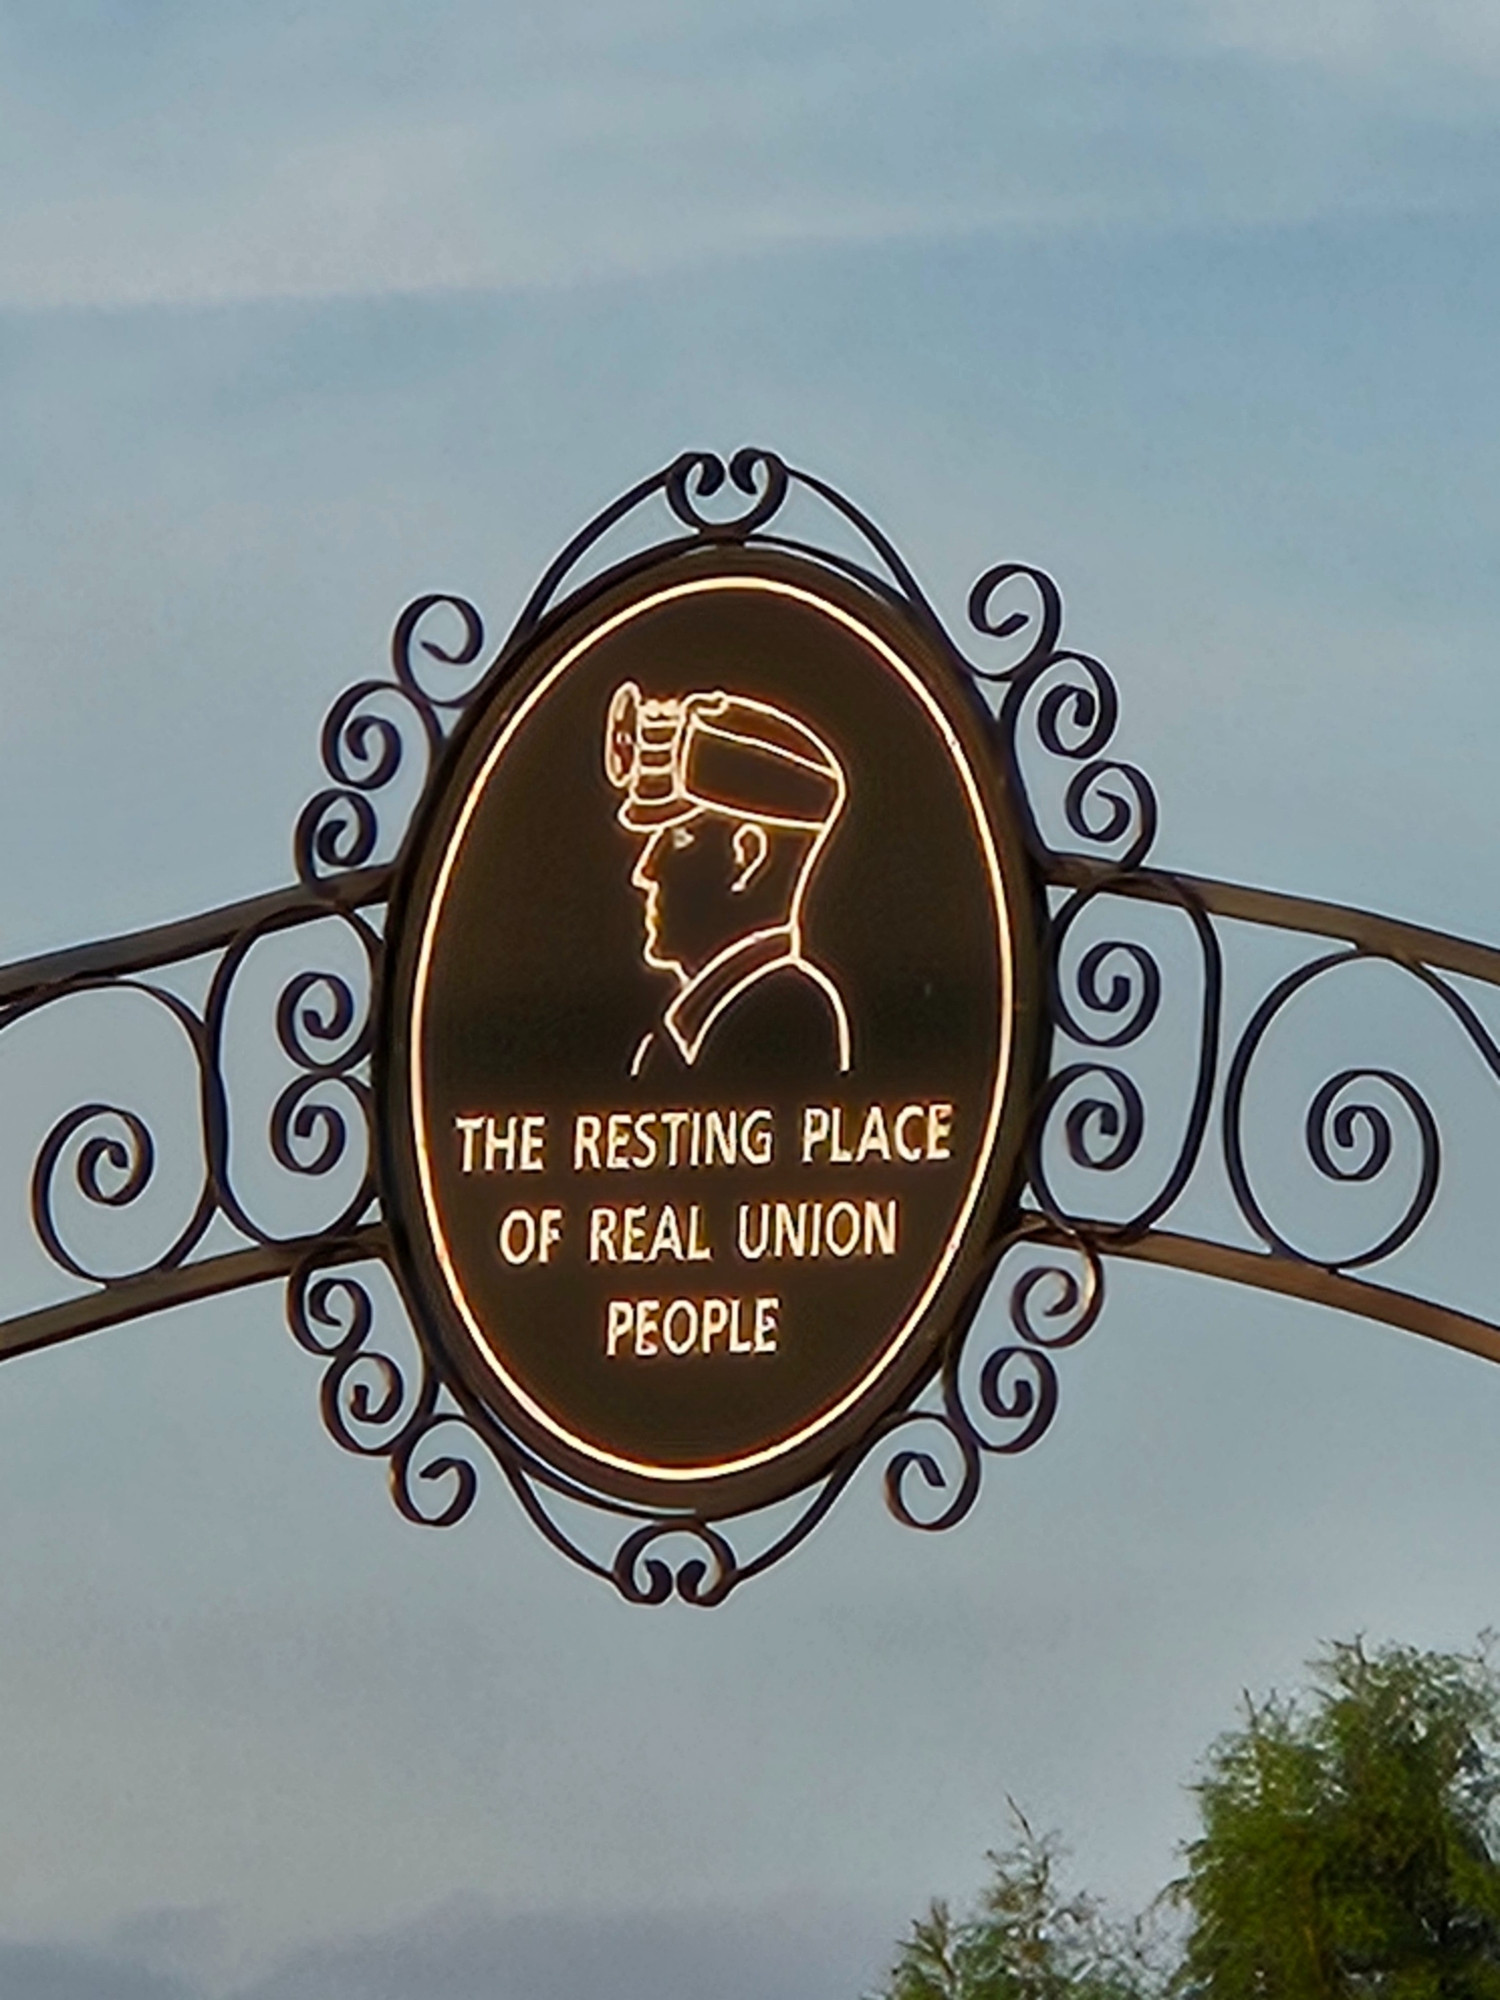 THE RESTING PLACE
OF REAL UNION
PEOPLE